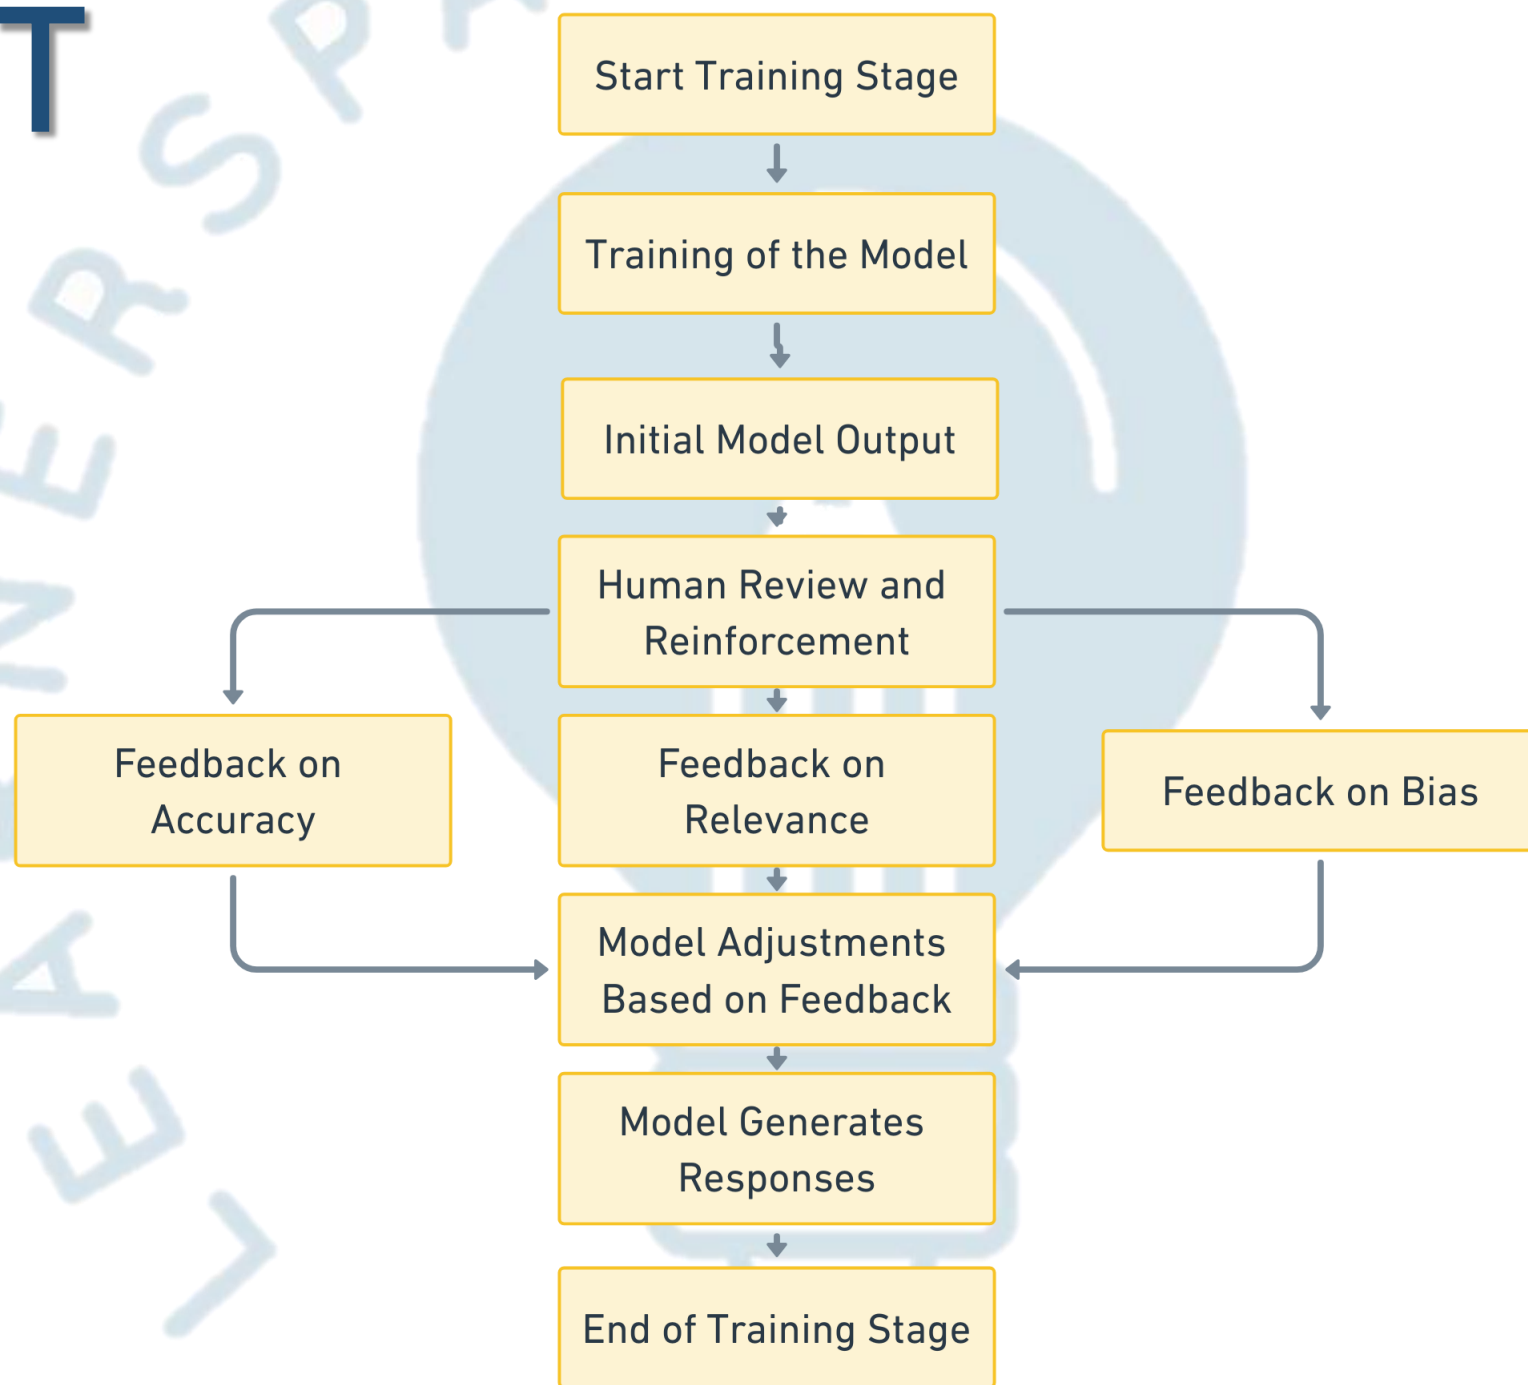 T
Start Training Stage
Training of the Model
Initial Model Output
Human Review and
Reinforcement
Feedback on
Accuracy
Feedback on
Relevance
Feedback on Bias
Model Adjustments
Based on Feedback
Model Generates
Responses
End of Training Stage
LEARNERSPA